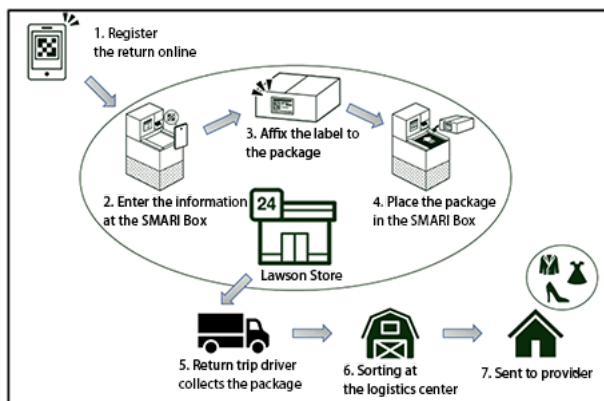 1. Register
the return online
2. Enter the information
at the SMARI Box
3. Affix the label to
the package
4. Place the package
in the SMARI Box
24
Lawson Store
5. Return trip driver
collects the package
6. Sorting at
the logistics center
7. Sent to provider